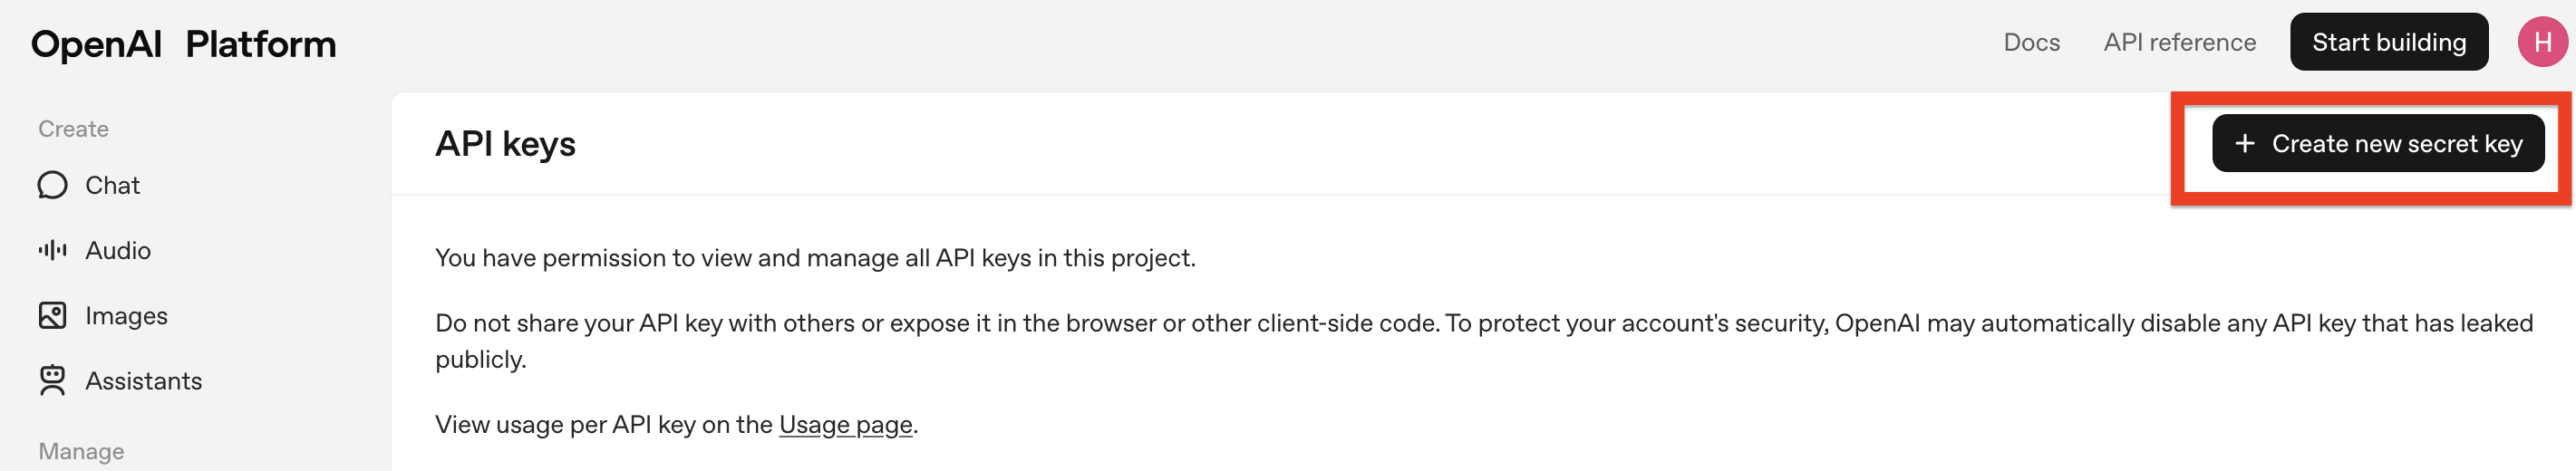 OpenAI Platform
Docs
API reference
Start building
H
Create
Chat
Audio
Images
Assistants
Manage
API keys
+ Create new secret key
You have permission to view and manage all API keys in this project.
Do not share your API key with others or expose it in the browser or other client-side code. To protect your account's security, OpenAI may automatically disable any API key that has leaked
publicly.
View usage per API key on the Usage page.